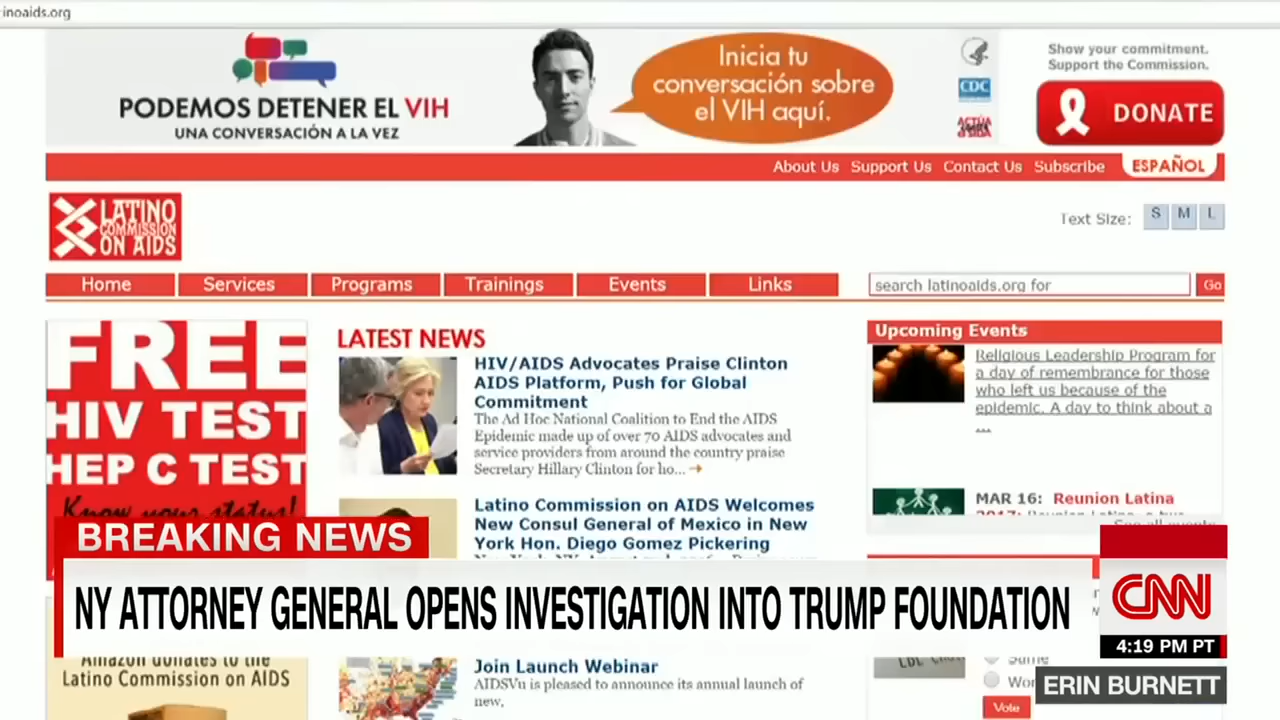 inoaids.org
PODEMOS DETENER EL VIH
UNA CONVERSACIÓN A LA VEZ
Inicia tu
conversación sobre
el VIH aquí.
CDC
ACTÚA
Show your commitment.
Support the Commission.
DONATE
About Us Support Us Contact Us Subscribe ESPAÑOL
LATINO
COMMISSION
ON AIDS
Text Size: S M L
Home Services Programs Trainings Events Links
search latinoaids.org for Go
FREE
HIV TEST
HEP C TEST
Know your status!
LATEST NEWS
HIV/AIDS Advocates Praise Clinton
AIDS Platform, Push for Global
Commitment
The Ad Hoc National Coalition to End the AIDS
Epidemic made up of over 70 AIDS advocates and
service providers from around the country praise
Secretary Hillary Clinton for ho...
Latino Commission on AIDS Welcomes
New Consul General of Mexico in New
York Hon. Diego Gomez Pickering
Upcoming Events
Religious Leadership Program for
a day of remembrance for those
who left us because of the
epidemic. A day to think about a
...
MAR 16: Reunion Latina
See all events
BREAKING NEWS
NY ATTORNEY GENERAL OPENS INVESTIGATION INTO TRUMP FOUNDATION
CNN
4:19 PM PT
ERIN BURNETT
Amazon donates to the
Latino Commission on AIDS
Join Launch Webinar
AIDSVu is pleased to announce its annual launch of
new,
Vote